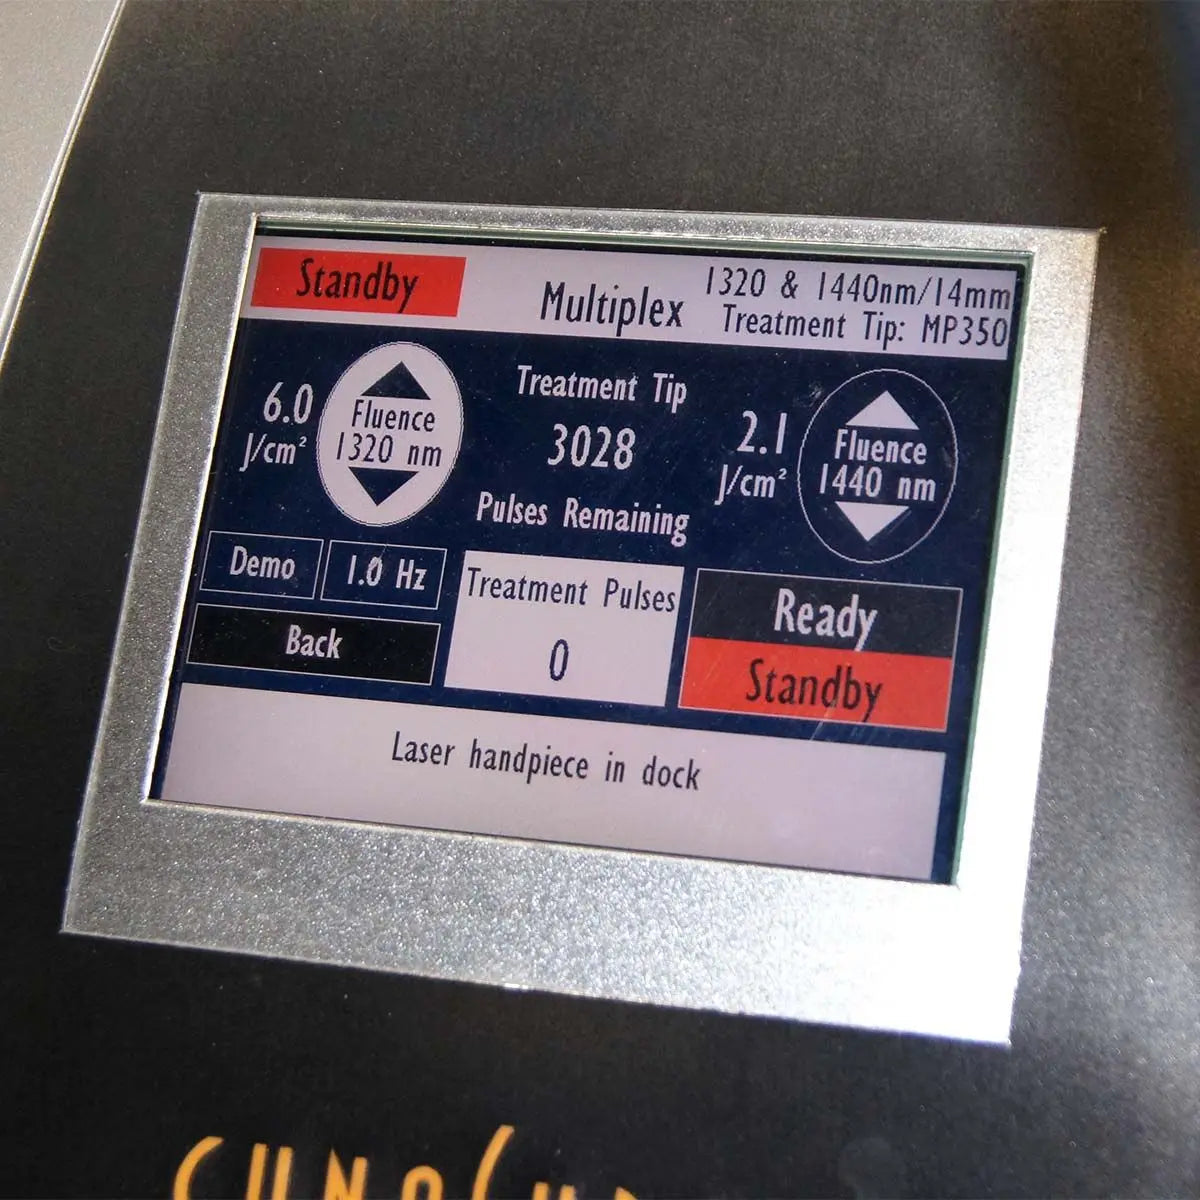 Standby
Multiplex
1320 & 1440nm/14mm
Treatment Tip: MP350
6.0
J/cm²
Fluence
1320 nm
Treatment Tip
3028
Pulses Remaining
2.1
J/cm²
Fluence
1440 nm
Demo
1.0 Hz
Back
Treatment Pulses
0
Ready
Standby
Laser handpiece in dock